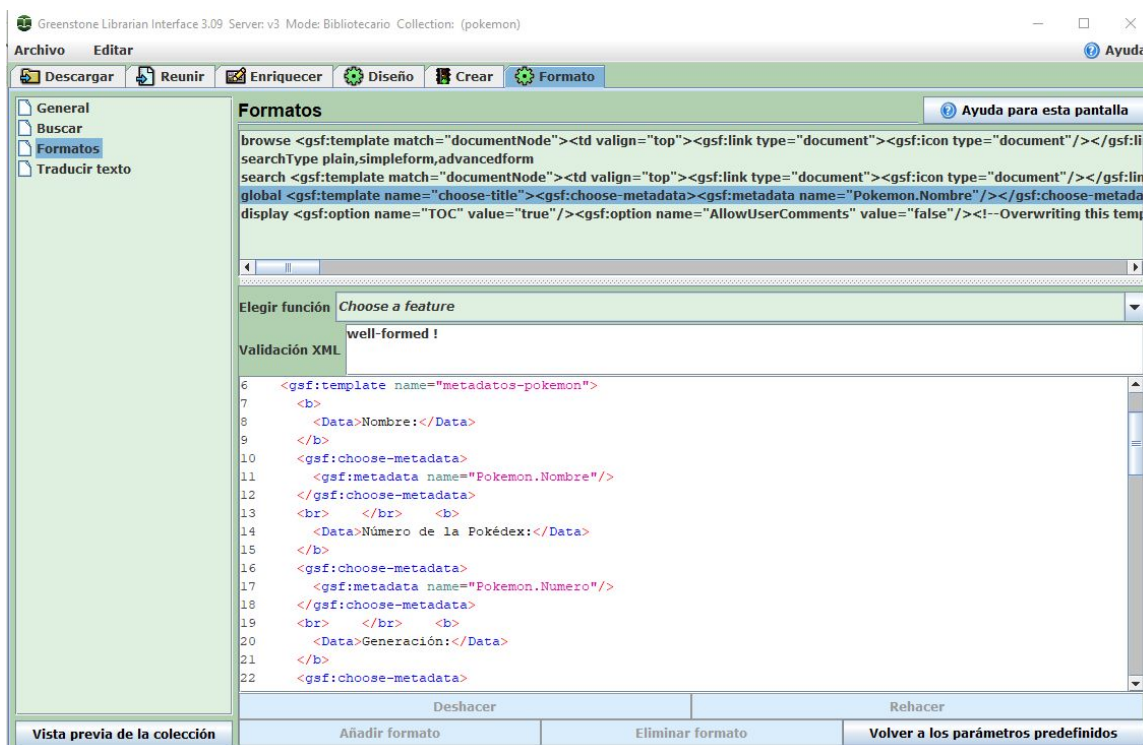 Greenstone Librarian Interface 3.09 Server: v3 Mode: Bibliotecario Collection: (pokemon)
Archivo Editar Ayuda
Descargar Reunir Enriquecer Diseño Crear Formato
General
Buscar
Formatos
Traducir texto
Formatos Ayuda para esta pantalla
browse <gsf:template match="documentNode"><td valign="top"><gsf:link type="document"><gsf:icon type="document"/></gsf:li
searchType plain,simpleform,advancedform
search <gsf:template match="documentNode"><td valign="top"><gsf:link type="document"><gsf:icon type="document"/></gsf:lin
global <gsf:template name="choose-title"><gsf:choose-metadata><gsf:metadata name="Pokemon.Nombre"/></gsf:choose-metada
display <gsf:option name="TOC" value="true"/><gsf:option name="AllowUserComments" value="false"/><!--Overwriting this temp
Elegir función Choose a feature
Validación XML well-formed !
6 <gsf:template name="metadatos-pokemon">
7 <b>
8 <Data>Nombre:</Data>
9 </b>
10 <gsf:choose-metadata>
11 <gsf:metadata name="Pokemon.Nombre"/>
12 </gsf:choose-metadata>
13 <br> </br> <b>
14 <Data>Número de la Pokédex:</Data>
15 </b>
16 <gsf:choose-metadata>
17 <gsf:metadata name="Pokemon.Numero"/>
18 </gsf:choose-metadata>
19 <br> </br> <b>
20 <Data>Generación:</Data>
21 </b>
22 <gsf:choose-metadata>
Deshacer Rehacer
Vista previa de la colección Añadir formato Eliminar formato Volver a los parámetros predefinidos